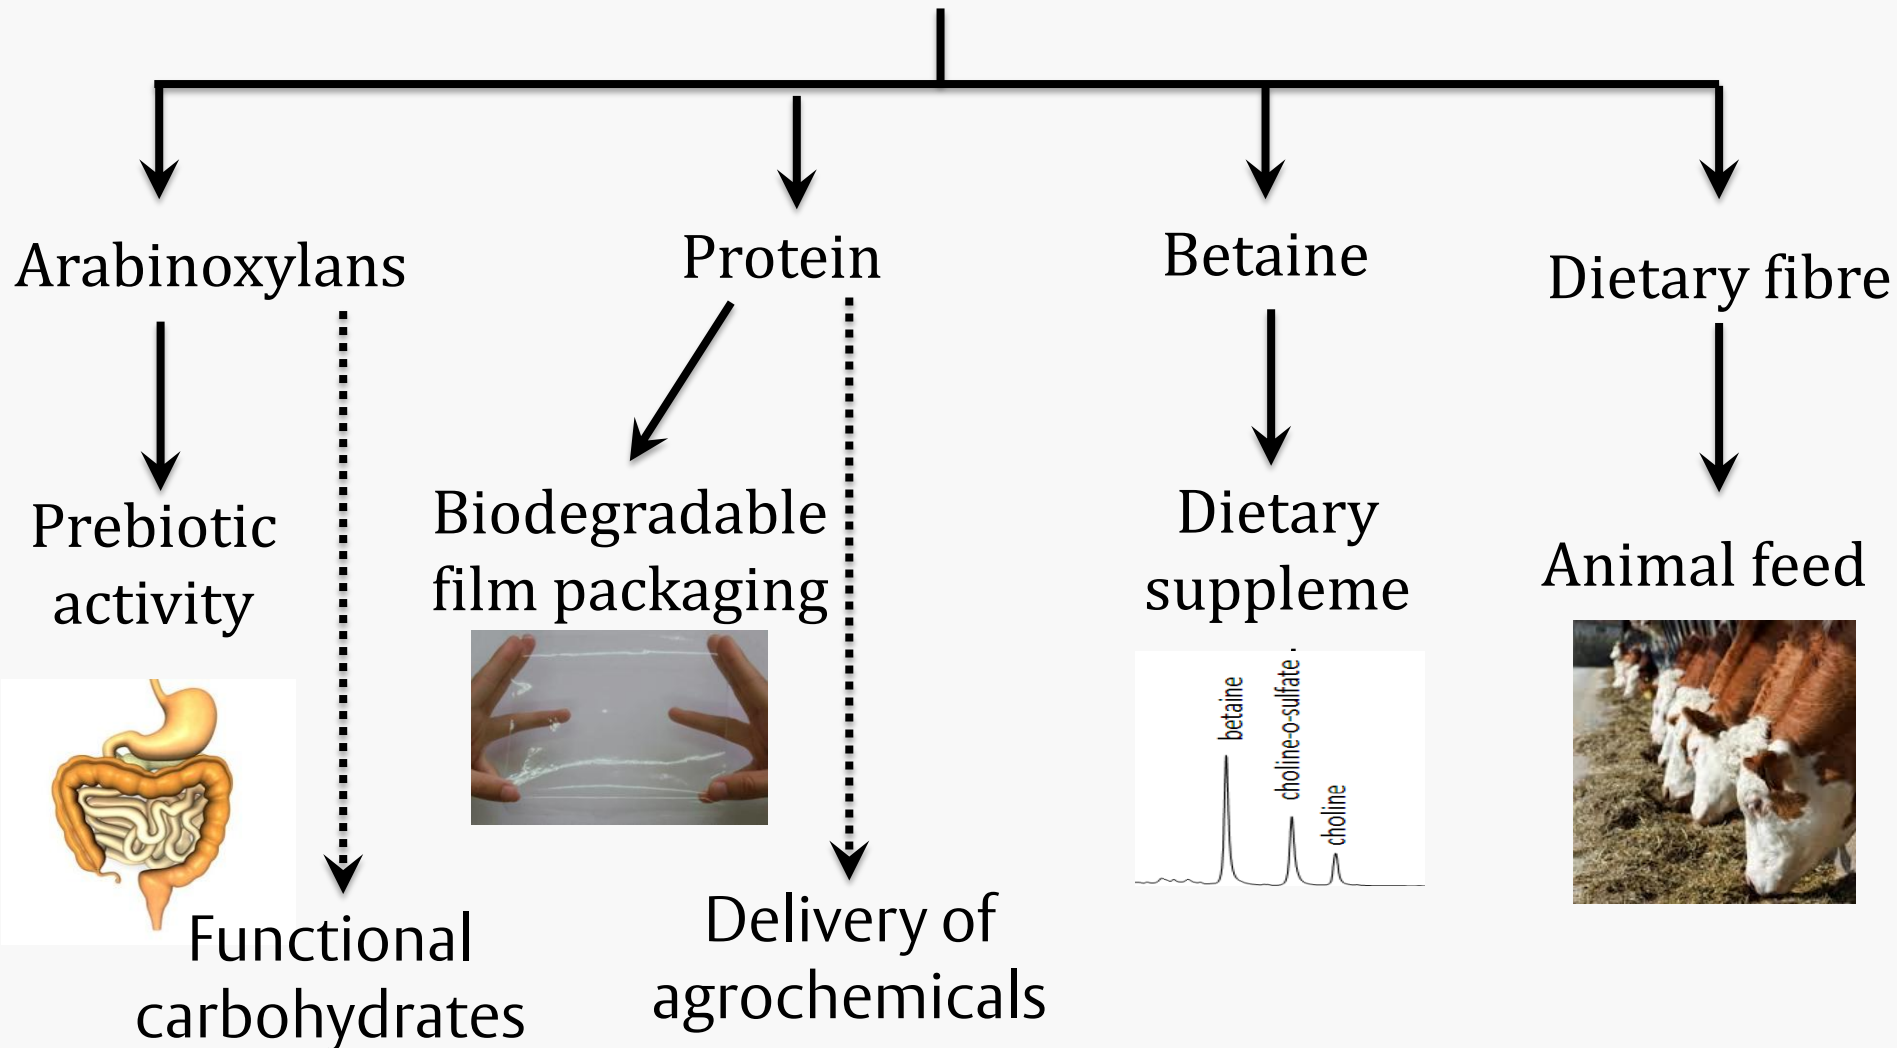 Arabinoxylans
Protein
Betaine
Dietary fibre
Prebiotic
activity
Biodegradable
film packaging
Dietary
suppleme
Animal feed
betaine
choline-o-sulfate
choline
Functional
carbohydrates
Delivery of
agrochemicals